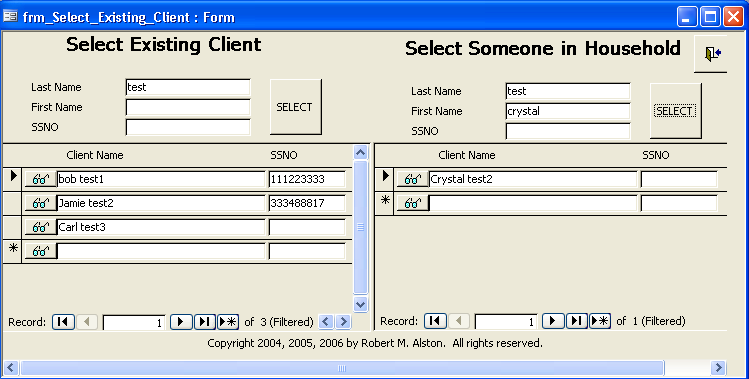 frm_Select_Existing_Client : Form
Select Existing Client
Last Name test
First Name
SSNO
SELECT
Client Name SSNO
bob test1 111223333
Jamie test2 333488817
Carl test3
Record: 1 of 3 (Filtered)
Select Someone in Household
Last Name test
First Name crystal
SSNO
SELECT
Client Name SSNO
Crystal test2
Record: 1 of 1 (Filtered)
Copyright 2004, 2005, 2006 by Robert M. Alston. All rights reserved.